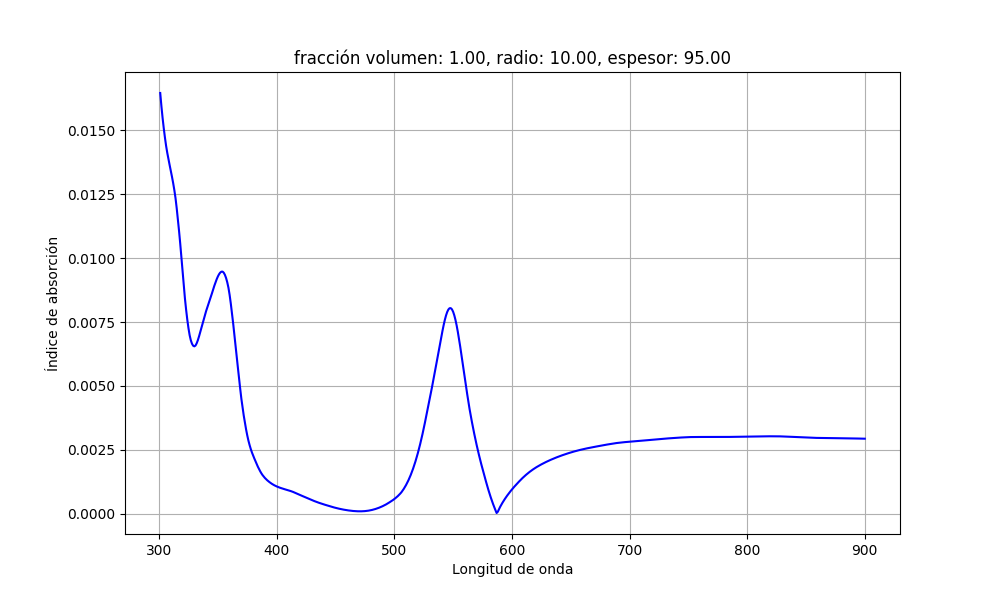 fracción volumen: 1.00, radio: 10.00, espesor: 95.00
0.0150
0.0125
0.0100
0.0075
0.0050
0.0025
0.0000
Índice de absorción
300 400 500 600 700 800 900
Longitud de onda